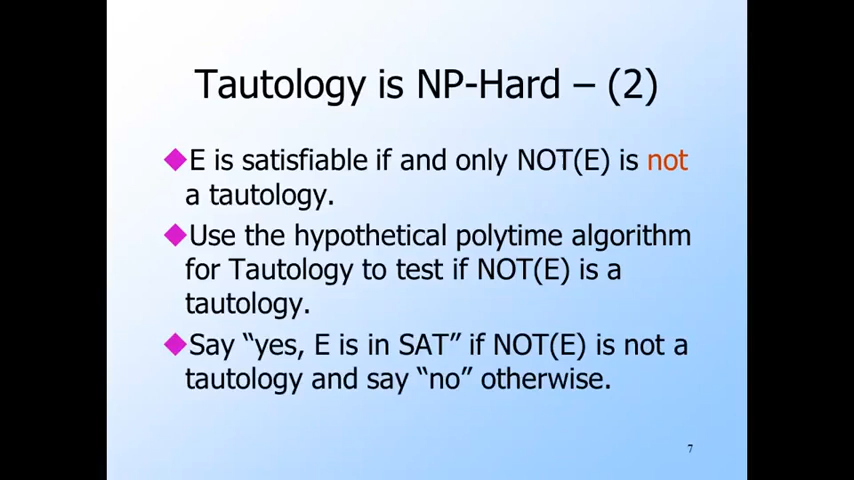 Tautology is NP-Hard – (2)
E is satisfiable if and only NOT(E) is not
a tautology.
Use the hypothetical polytime algorithm
for Tautology to test if NOT(E) is a
tautology.
Say “yes, E is in SAT” if NOT(E) is not a
tautology and say “no” otherwise.
7